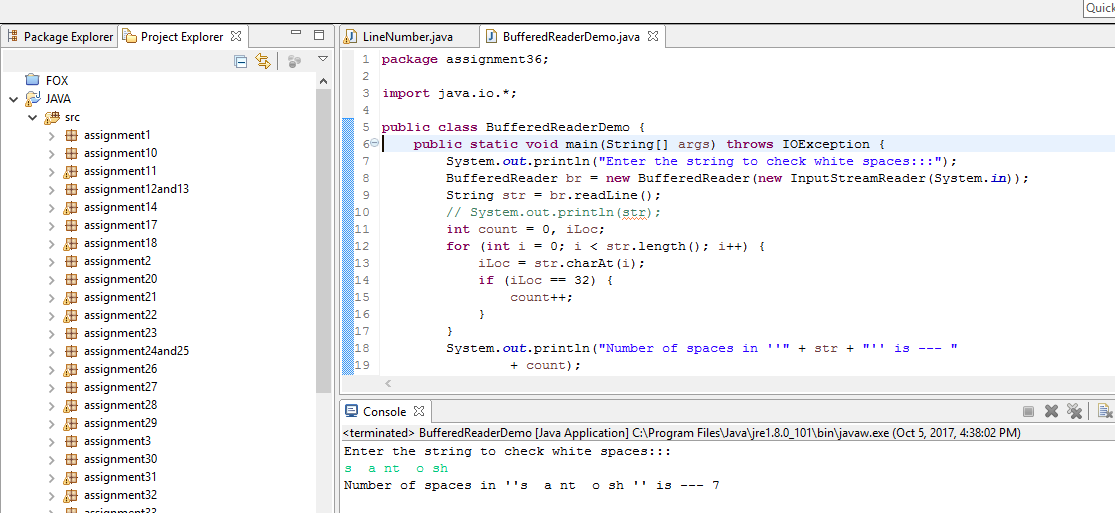 Quick
Package Explorer
Project Explorer
LineNumber.java
BufferedReaderDemo.java
FOX
JAVA
src
assignment1
assignment10
assignment11
assignment12and13
assignment14
assignment17
assignment18
assignment2
assignment20
assignment21
assignment22
assignment23
assignment24and25
assignment26
assignment27
assignment28
assignment29
assignment3
assignment30
assignment31
assignment32
assignment33
1 package assignment36;
2
3 import java.io.*;
4
5 public class BufferedReaderDemo {
6 public static void main(String[] args) throws IOException {
7 System.out.println("Enter the string to check white spaces:::");
8 BufferedReader br = new BufferedReader(new InputStreamReader(System.in));
9 String str = br.readLine();
10 // System.out.println(str);
11 int count = 0, iLoc;
12 for (int i = 0; i < str.length(); i++) {
13 iLoc = str.charAt(i);
14 if (iLoc == 32) {
15 count++;
16 }
17 }
18 System.out.println("Number of spaces in ''" + str + "'' is --- "
19 + count);
Console
<terminated> BufferedReaderDemo [Java Application] C:\Program Files\Java\jre1.8.0_101\bin\javaw.exe (Oct 5, 2017, 4:38:02 PM)
Enter the string to check white spaces:::
s  a nt  o sh
Number of spaces in ''s  a nt  o sh '' is --- 7